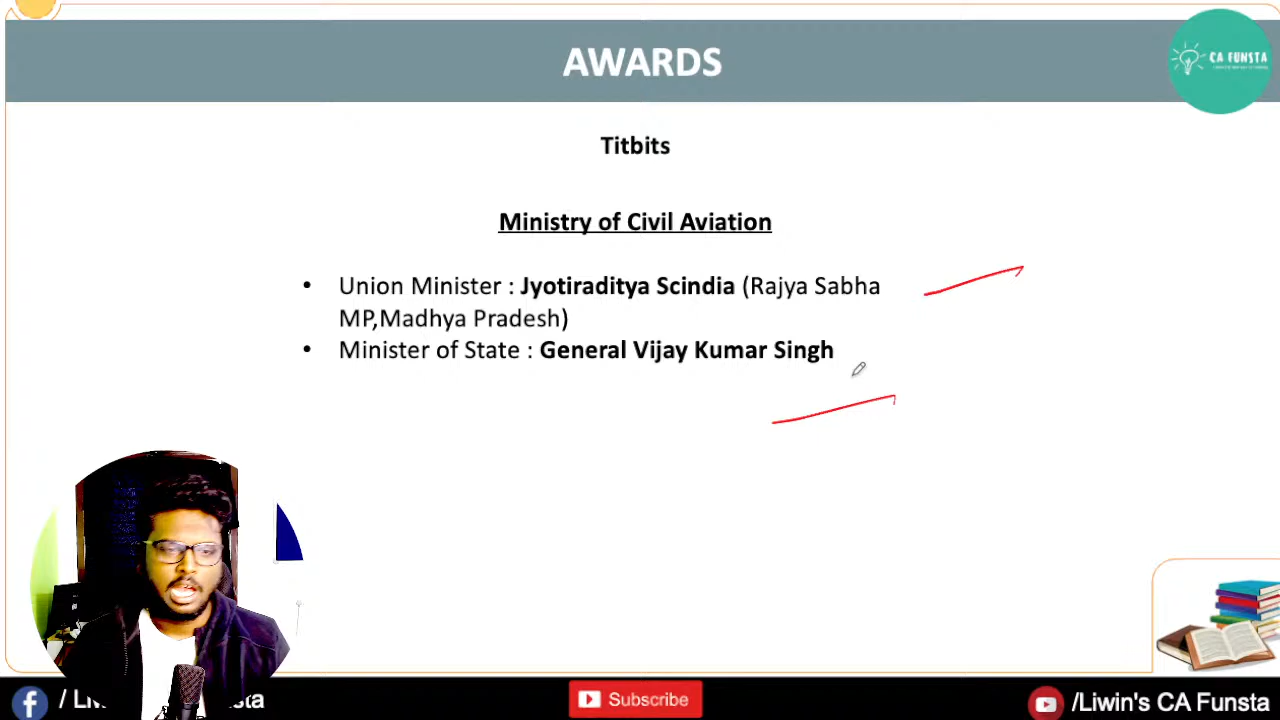 AWARDS
CA FUNSTA
Titbits
Ministry of Civil Aviation
• Union Minister : Jyotiraditya Scindia (Rajya Sabha
MP,Madhya Pradesh)
• Minister of State : General Vijay Kumar Singh
Subscribe
/Liwin's CA Funsta